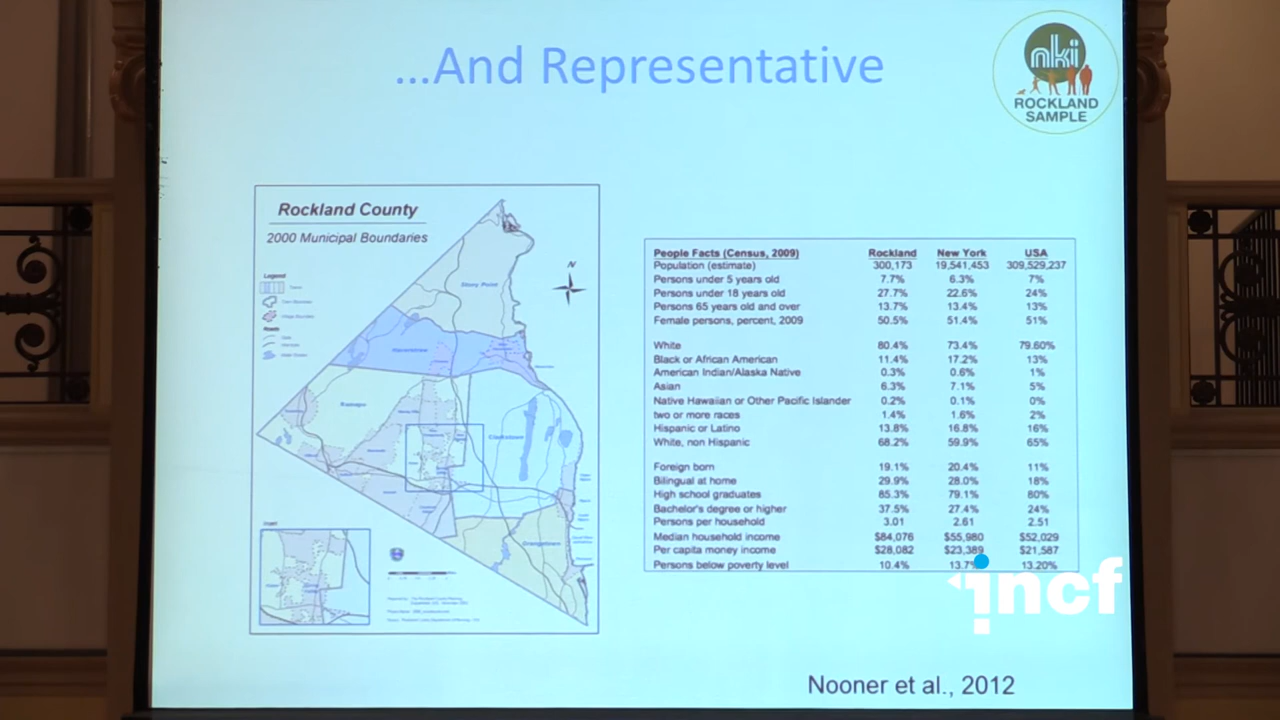 ...And Representative
nki
ROCKLAND
SAMPLE
Rockland County
2000 Municipal Boundaries
Legend
Roads
N
Stony Point
Haverstraw
Ramapo
Clarkstown
Orangetown
People Facts (Census, 2009) Rockland New York USA
Population (estimate) 300,173 19,541,453 309,529,237
Persons under 5 years old 7.7% 6.3% 7%
Persons under 18 years old 27.7% 22.6% 24%
Persons 65 years old and over 13.7% 13.4% 13%
Female persons, percent, 2009 50.5% 51.4% 51%
White 80.4% 73.4% 79.60%
Black or African American 11.4% 17.2% 13%
American Indian/Alaska Native 0.3% 0.6% 1%
Asian 6.3% 7.1% 5%
Native Hawaiian or Other Pacific Islander 0.2% 0.1% 0%
two or more races 1.4% 1.6% 2%
Hispanic or Latino 13.8% 16.8% 16%
White, non Hispanic 68.2% 59.9% 65%
Foreign born 19.1% 20.4% 11%
Bilingual at home 29.9% 28.0% 18%
High school graduates 85.3% 79.1% 80%
Bachelor's degree or higher 37.5% 27.4% 24%
Persons per household 3.01 2.61 2.51
Median household income $84,076 $55,980 $52,029
Per capita money income $28,082 $23,389 $21,587
Persons below poverty level 10.4% 13.7% 13.20%
incf
Nooner et al., 2012